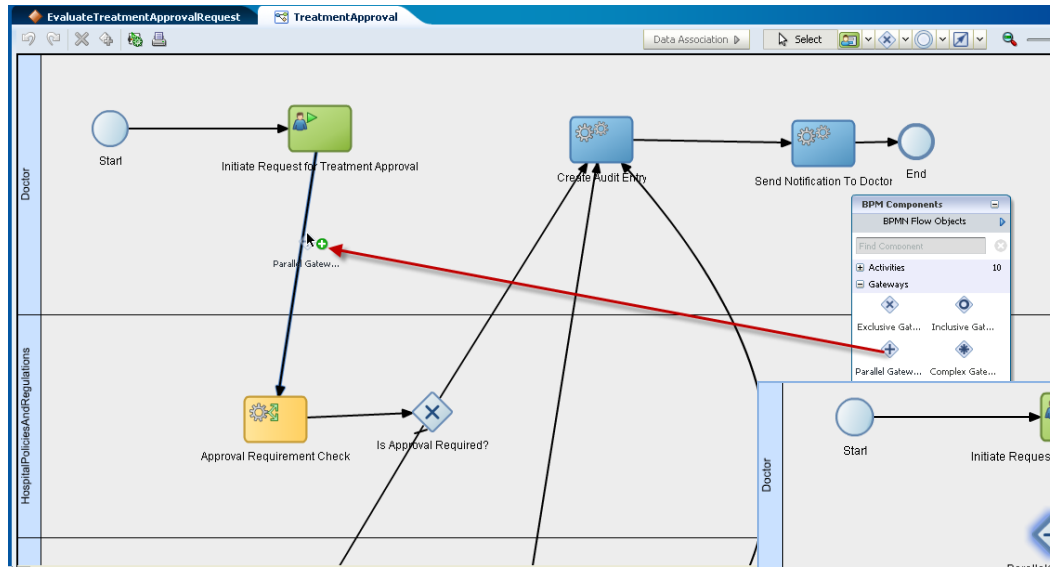 EvaluateTreatmentApprovalRequest
TreatmentApproval
Data Association
Select
Doctor
Start
Initiate Request for Treatment Approval
Create Audit Entry
Send Notification To Doctor
End
Parallel Gatew...
BPM Components
BPMN Flow Objects
Find Component
Activities 10
Gateways
Exclusive Gat... Inclusive Gat...
Parallel Gatew... Complex Gate...
HospitalPoliciesAndRegulations
Approval Requirement Check
Is Approval Required?
Doctor
Start
Initiate Reques